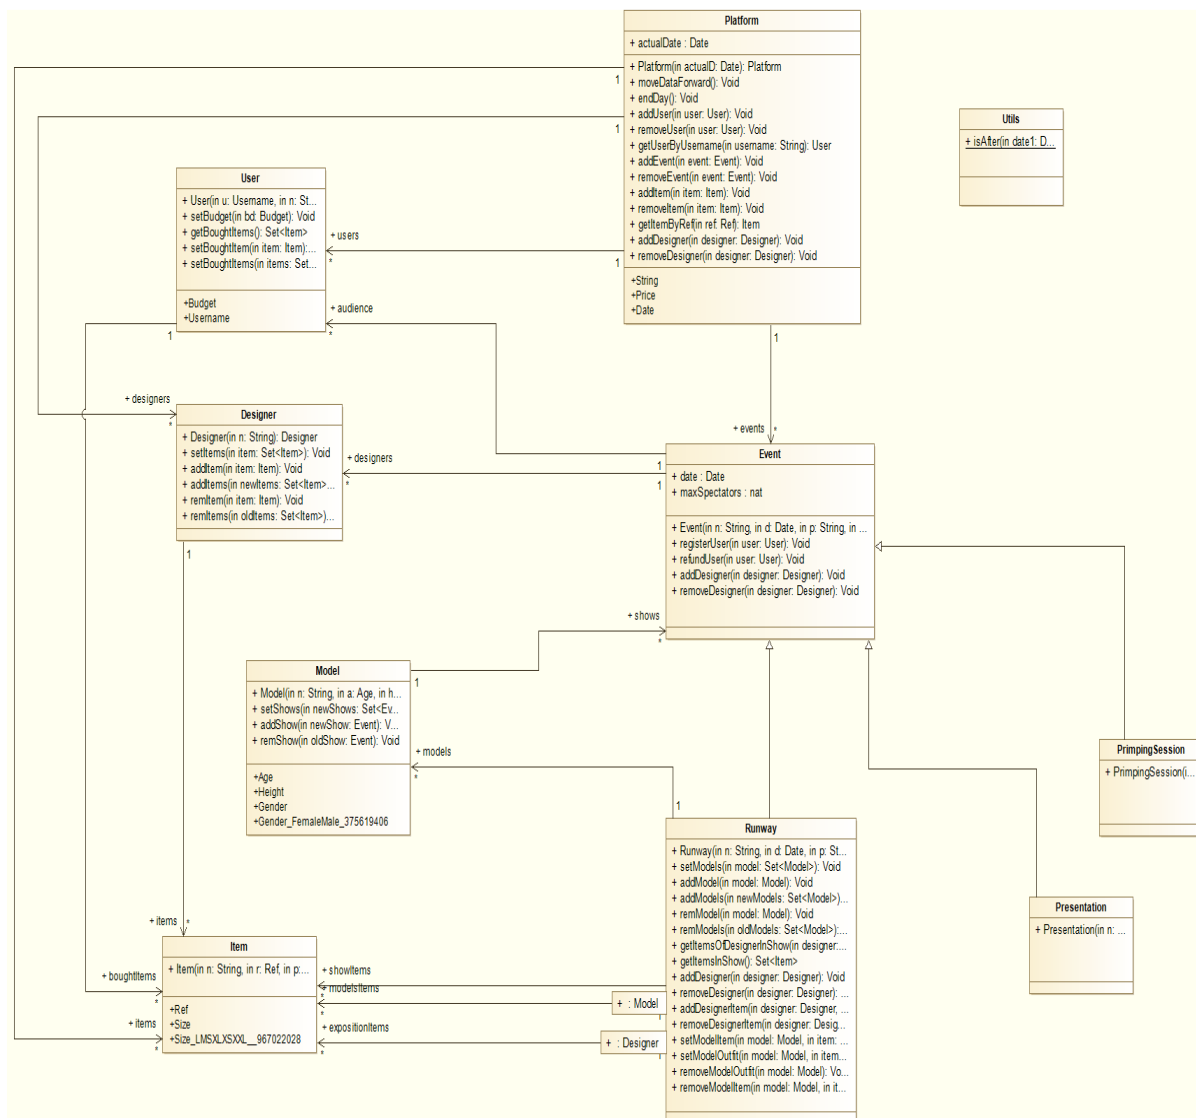 Platform
+ actualDate : Date
+ Platform(in actualD: Date): Platform
+ moveDataForward(): Void
+ endDay(): Void
+ addUser(in user: User): Void
+ removeUser(in user: User): Void
+ getUserByUsername(in username: String): User
+ addEvent(in event: Event): Void
+ removeEvent(in event: Event): Void
+ addItem(in item: Item): Void
+ removeItem(in item: Item): Void
+ getItemByRef(in ref: Ref): Item
+ addDesigner(in designer: Designer): Void
+ removeDesigner(in designer: Designer): Void
+String
+Price
+Date
1
1
1
1
Utils
+ isAfter(in date1: D...
User
+ User(in u: Username, in n: St...
+ setBudget(in bd: Budget): Void
+ getBoughtItems(): Set<Item>
+ setBoughtItem(in item: Item):...
+ setBoughtItems(in items: Set...
+Budget
+Username
+ users
*
+ audience
*
1
+ designers
*
Designer
+ Designer(in n: String): Designer
+ setItems(in item: Set<Item>): Void
+ addItem(in item: Item): Void
+ addItems(in newItems: Set<Item>...
+ remItem(in item: Item): Void
+ remItems(in oldItems: Set<Item>)...
+ designers
*
1
+ events
*
Event
+ date : Date
+ maxSpectators : nat
+ Event(in n: String, in d: Date, in p: String, in ...
+ registerUser(in user: User): Void
+ refundUser(in user: User): Void
+ addDesigner(in designer: Designer): Void
+ removeDesigner(in designer: Designer): Void
1
1
+ shows
*
Model
+ Model(in n: String, in a: Age, in h...
+ setShows(in newShows: Set<Ev...
+ addShow(in newShow: Event): V...
+ remShow(in oldShow: Event): Void
+Age
+Height
+Gender
+Gender_FemaleMale_375619406
1
+ models
*
1
PrimpingSession
+ PrimpingSession(i...
Runway
+ Runway(in n: String, in d: Date, in p: St...
+ setModels(in model: Set<Model>): Void
+ addModel(in model: Model): Void
+ addModels(in newModels: Set<Model>)...
+ remModel(in model: Model): Void
+ remModels(in oldModels: Set<Model>):...
+ getItemsOfDesignerInShow(in designer:...
+ getItemsInShow(): Set<Item>
+ addDesigner(in designer: Designer): Void
+ removeDesigner(in designer: Designer): ...
+ addDesignerItem(in designer: Designer, ...
+ removeDesignerItem(in designer: Desig...
+ setModelItem(in model: Model, in item: ...
+ setModelOutfit(in model: Model, in item...
+ removeModelOutfit(in model: Model): Vo...
+ removeModelItem(in model: Model, in it...
Presentation
+ Presentation(in n: ...
+ items
*
Item
+ Item(in n: String, in r: Ref, in p:...
+Ref
+Size
+Size_LMSXLXSXXL__967022028
+ boughtItems
*
+ items
*
+ showItems
*
+ modelsItems
*
+ : Model
1
+ expositionItems
*
+ : Designer
1